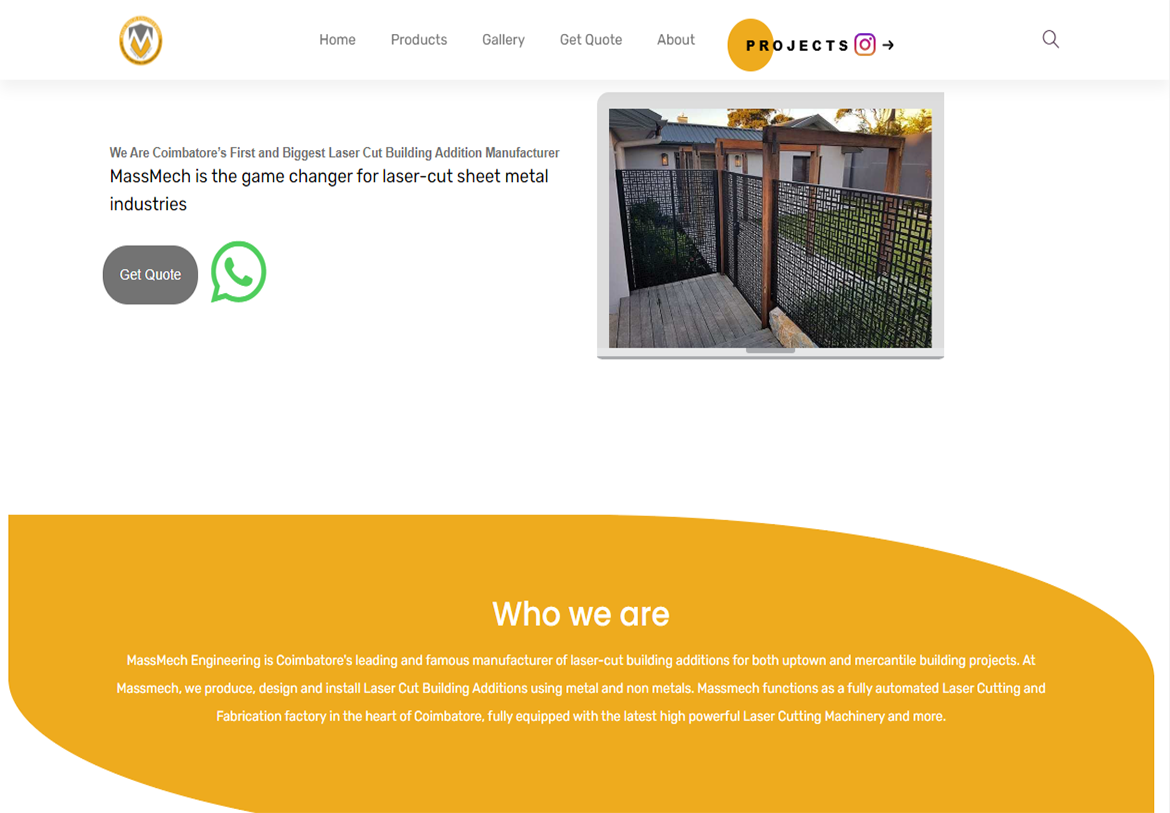 Home Products Gallery Get Quote About PROJECTS
We Are Coimbatore's First and Biggest Laser Cut Building Addition Manufacturer
MassMech is the game changer for laser-cut sheet metal
industries
Get Quote
Who we are
MassMech Engineering is Coimbatore's leading and famous manufacturer of laser-cut building additions for both uptown and mercantile building projects. At
Massmech, we produce, design and install Laser Cut Building Additions using metal and non metals. Massmech functions as a fully automated Laser Cutting and
Fabrication factory in the heart of Coimbatore, fully equipped with the latest high powerful Laser Cutting Machinery and more.